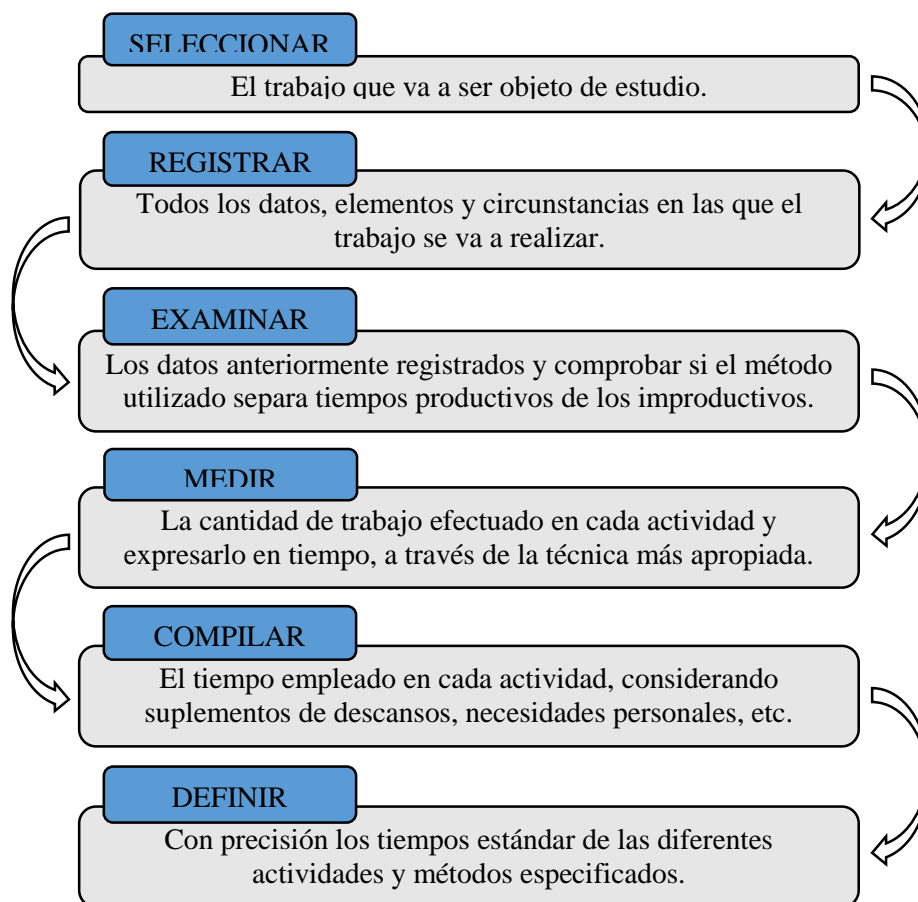 SELECCIONAR
El trabajo que va a ser objeto de estudio.
REGISTRAR
Todos los datos, elementos y circunstancias en las que el
trabajo se va a realizar.
EXAMINAR
Los datos anteriormente registrados y comprobar si el método
utilizado separa tiempos productivos de los improductivos.
MEDIR
La cantidad de trabajo efectuado en cada actividad y
expresarlo en tiempo, a través de la técnica más apropiada.
COMPILAR
El tiempo empleado en cada actividad, considerando
suplementos de descansos, necesidades personales, etc.
DEFINIR
Con precisión los tiempos estándar de las diferentes
actividades y métodos especificados.